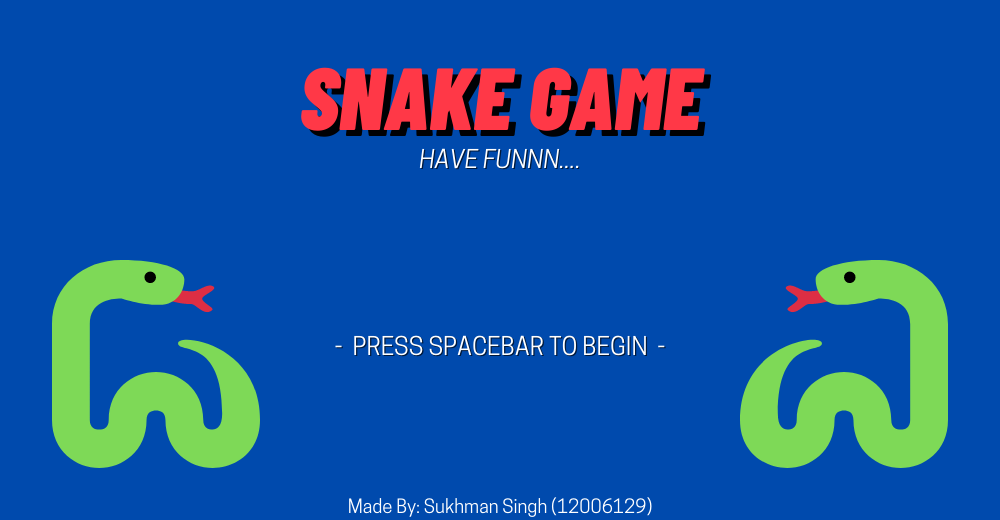 SNAKE GAME
HAVE FUNNN....
- PRESS SPACEBAR TO BEGIN -
Made By: Sukhman Singh (12006129)